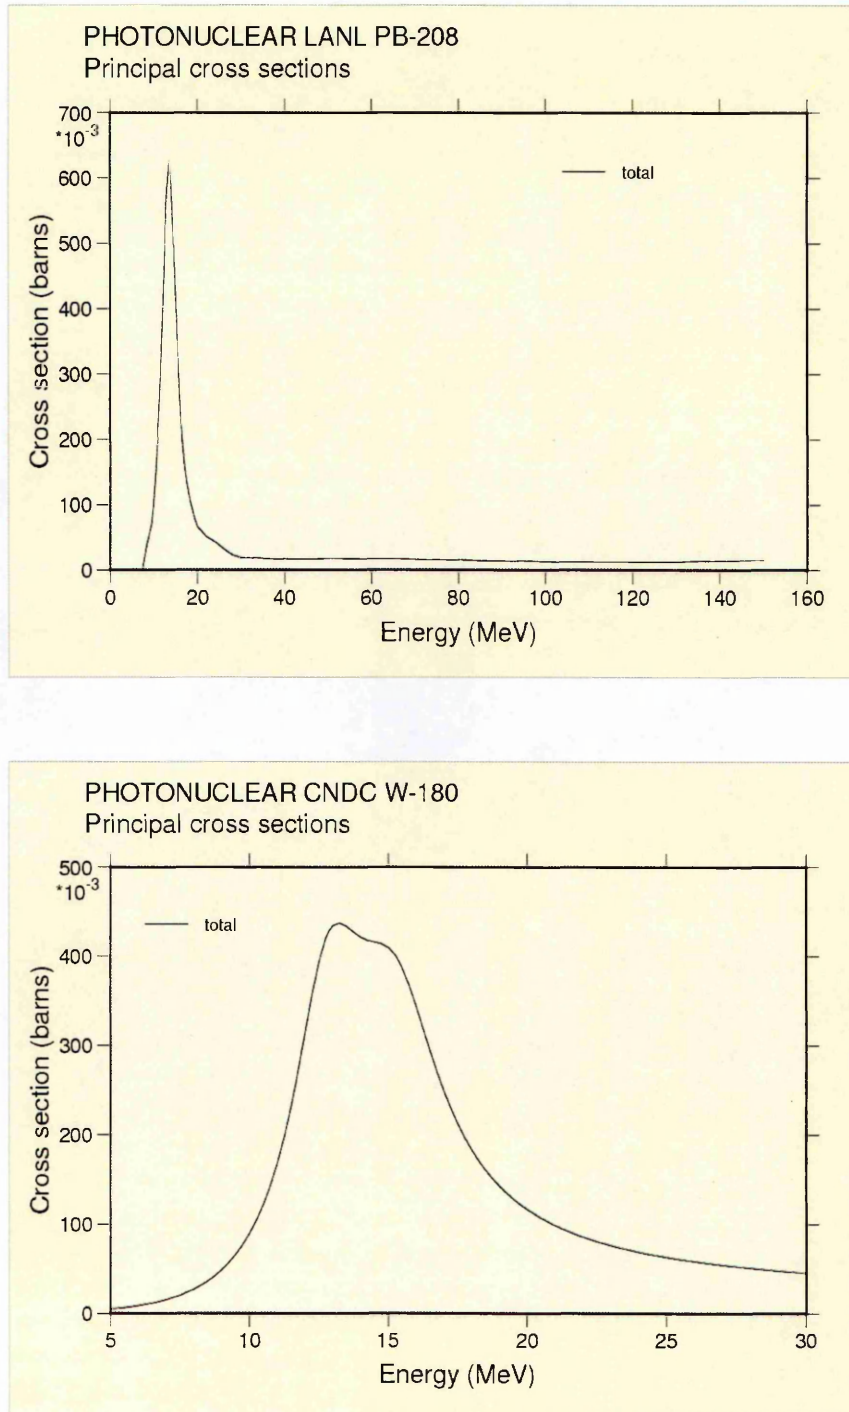 PHOTONUCLEAR LANL PB-208
Principal cross sections
700
*10-3
600
500
400
300
200
100
0
Cross section (barns)
total
0 20 40 60 80 100 120 140 160
Energy (MeV)
PHOTONUCLEAR CNDC W-180
Principal cross sections
500
*10-3
400
300
200
100
0
Cross section (barns)
total
5 10 15 20 25 30
Energy (MeV)